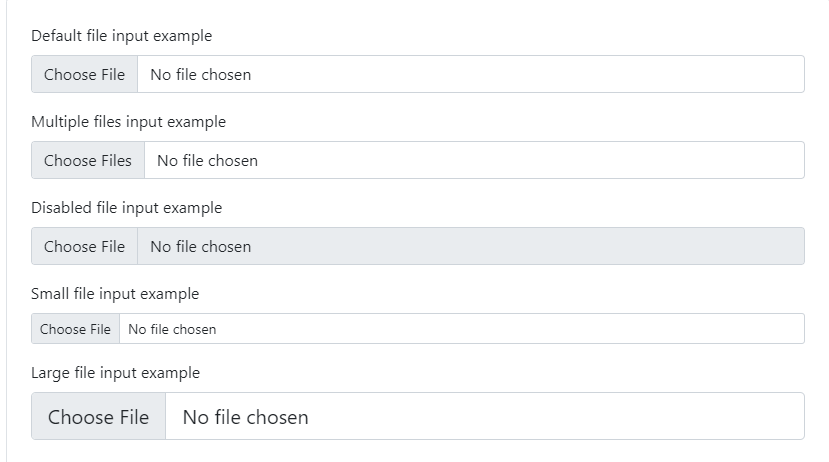 Default file input example
Choose File No file chosen
Multiple files input example
Choose Files No file chosen
Disabled file input example
Choose File No file chosen
Small file input example
Choose File No file chosen
Large file input example
Choose File No file chosen